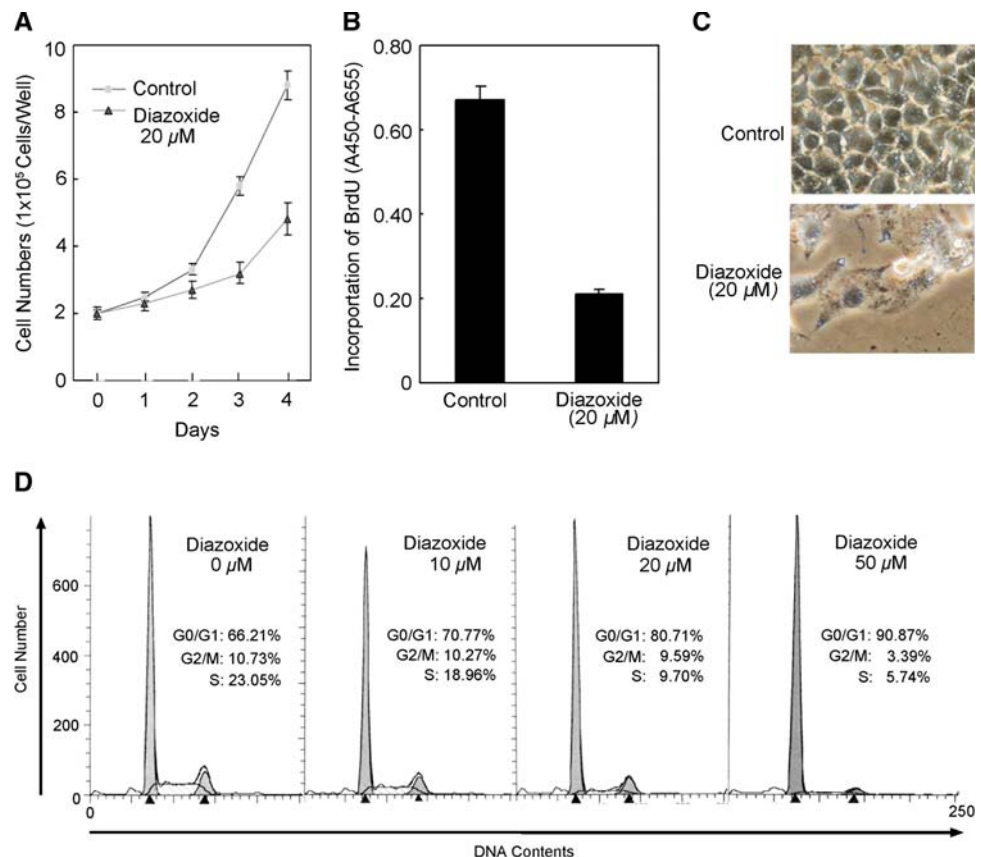 A
Cell Numbers (1x10⁵ Cells/Well)
10
8
6
4
2
0
Control
Diazoxide
20 µM
0 1 2 3 4
Days
B
Incorportation of BrdU (A450-A655)
0.80
0.60
0.40
0.20
0
Control
Diazoxide
(20 µM)
C
Control
Diazoxide
(20 µM)
D
Cell Number
600
400
200
0
Diazoxide
0 µM
G0/G1: 66.21%
G2/M: 10.73%
S: 23.05%
Diazoxide
10 µM
G0/G1: 70.77%
G2/M: 10.27%
S: 18.96%
Diazoxide
20 µM
G0/G1: 80.71%
G2/M: 9.59%
S: 9.70%
Diazoxide
50 µM
G0/G1: 90.87%
G2/M: 3.39%
S: 5.74%
250
DNA Contents